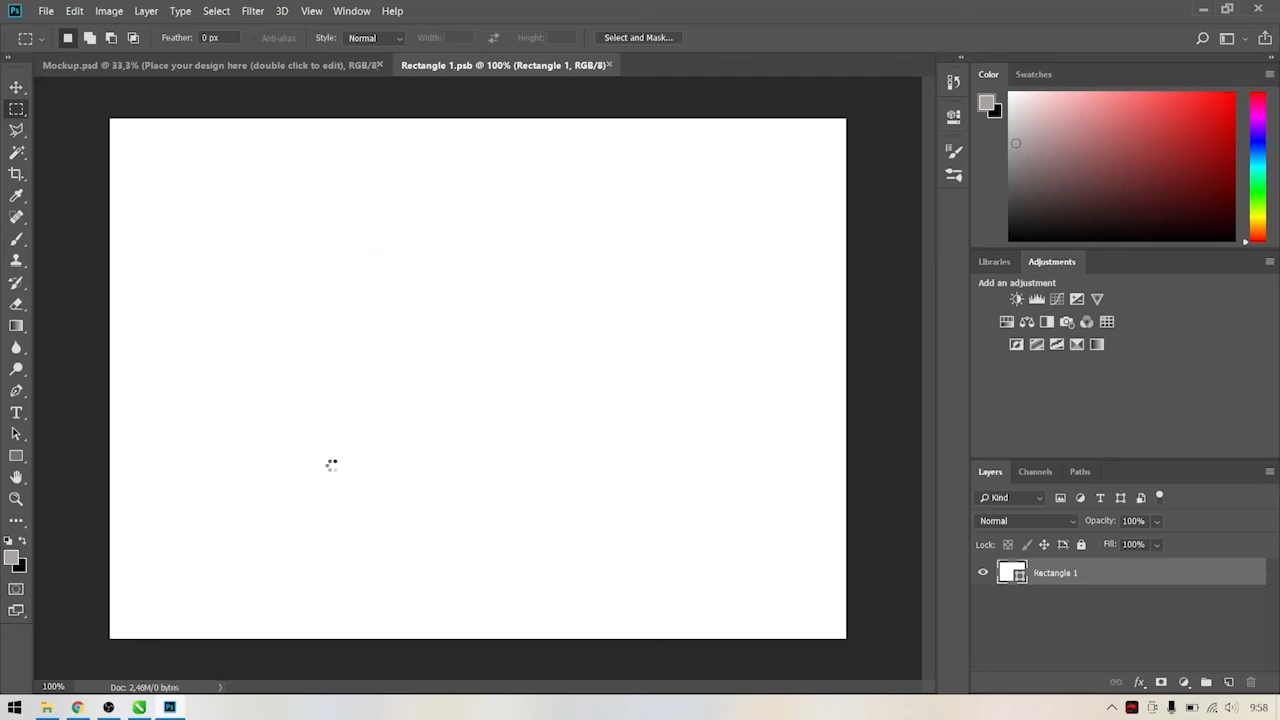 Ps File Edit Image Layer Type Select Filter 3D View Window Help
Feather: 0 px Anti-alias Style: Normal Width: Height: Select and Mask...
Mockup.psd @ 33,3% (Place your design here (double click to edit), RGB/8) Rectangle 1.psb @ 100% (Rectangle 1, RGB/8)
Color Swatches
Libraries Adjustments
Add an adjustment
Layers Channels Paths
Kind
Normal Opacity: 100%
Lock: Fill: 100%
Rectangle 1
100% Doc: 2,46M/0 bytes
Ps 9:58